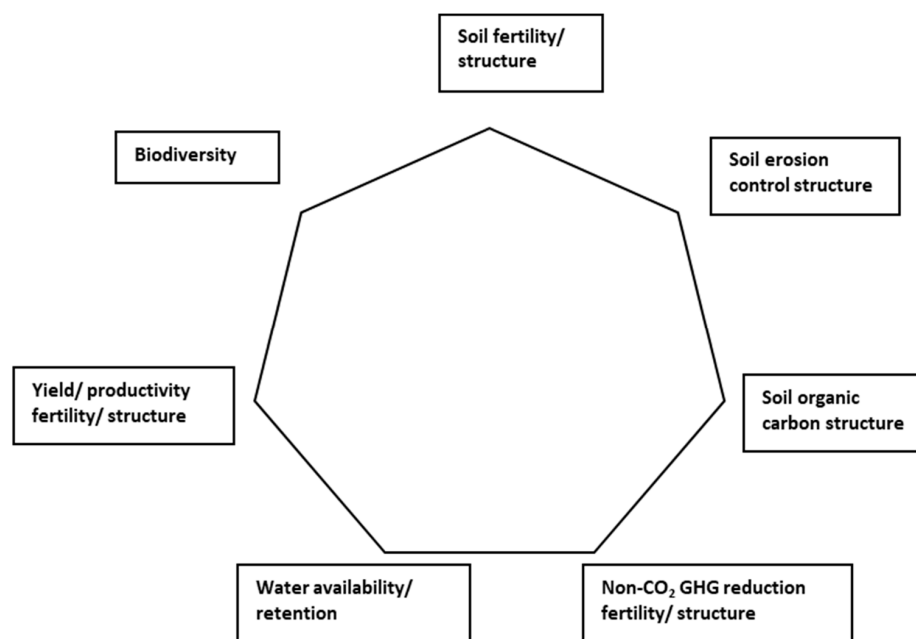 Soil fertility/
structure
Biodiversity
Soil erosion
control structure
Yield/ productivity
fertility/ structure
Soil organic
carbon structure
Water availability/
retention
Non-CO₂ GHG reduction
fertility/ structure